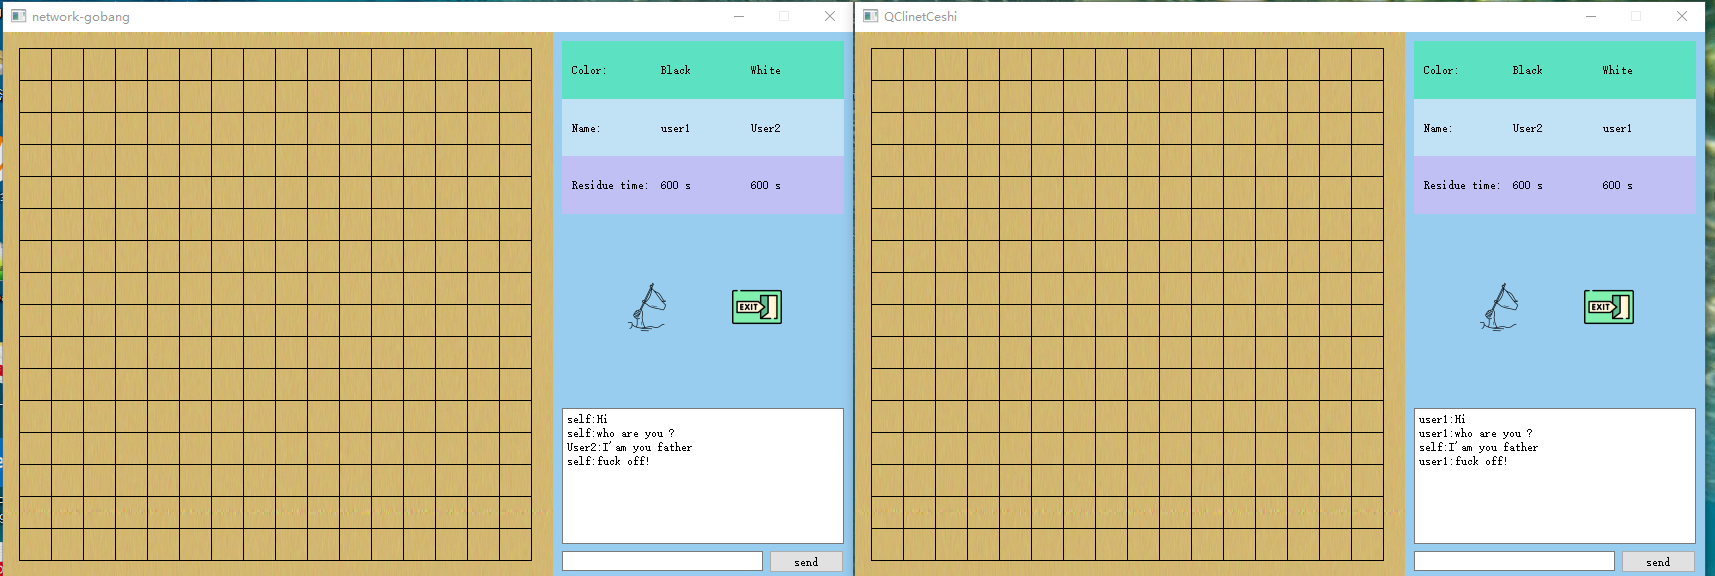 network-gobang
Color: Black White
Name: user1 User2
Residue time: 600 s 600 s
EXIT
self:Hi
self:who are you ?
User2:I'am you father
self:fuck off!
send
QClinetCeshi
Color: Black White
Name: User2 user1
Residue time: 600 s 600 s
EXIT
user1:Hi
user1:who are you ?
self:I'am you father
user1:fuck off!
send